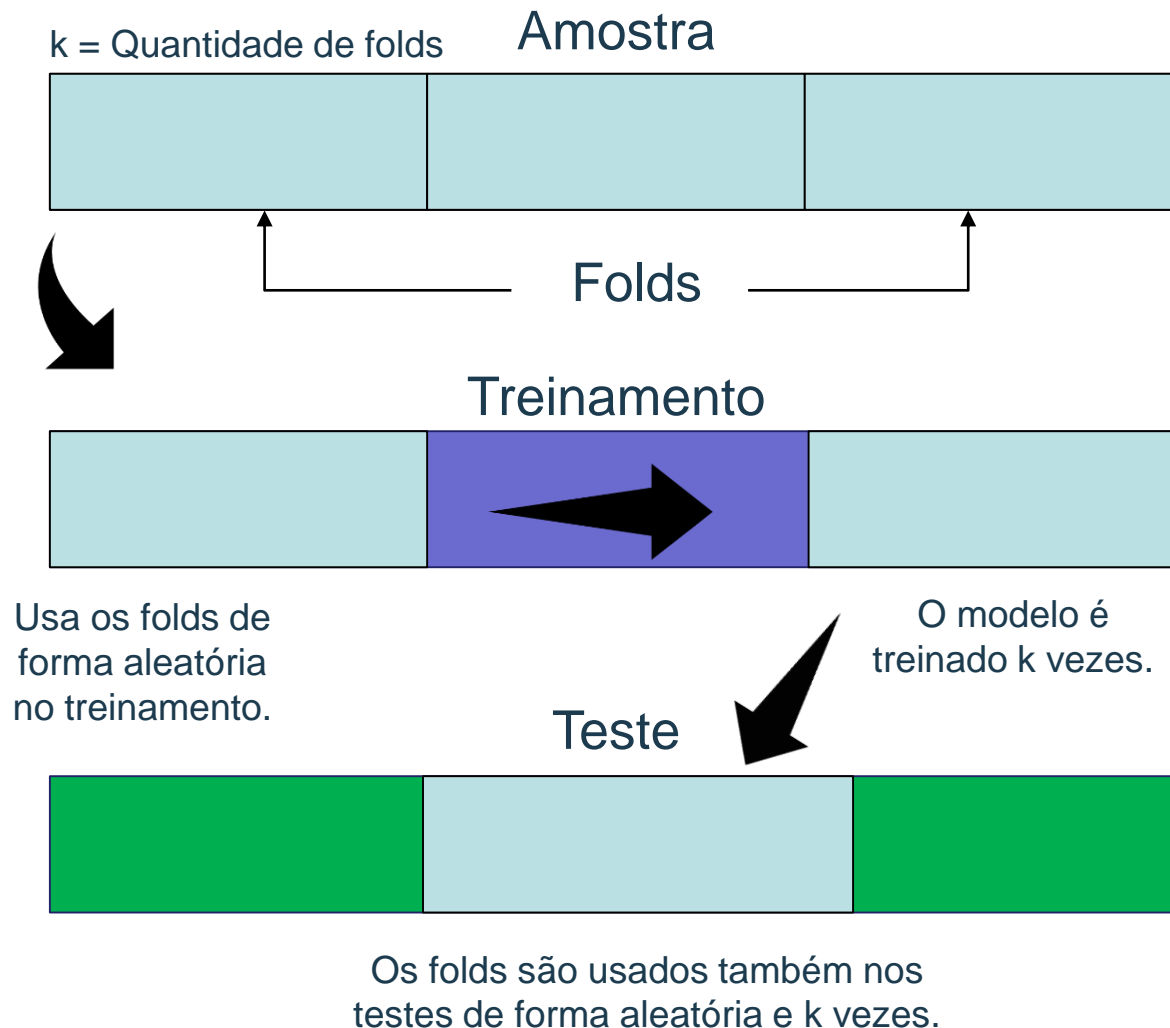 k = Quantidade de folds
Amostra
Folds
Treinamento
Usa os folds de
forma aleatória
no treinamento.
O modelo é
treinado k vezes.
Teste
Os folds são usados também nos
testes de forma aleatória e k vezes.